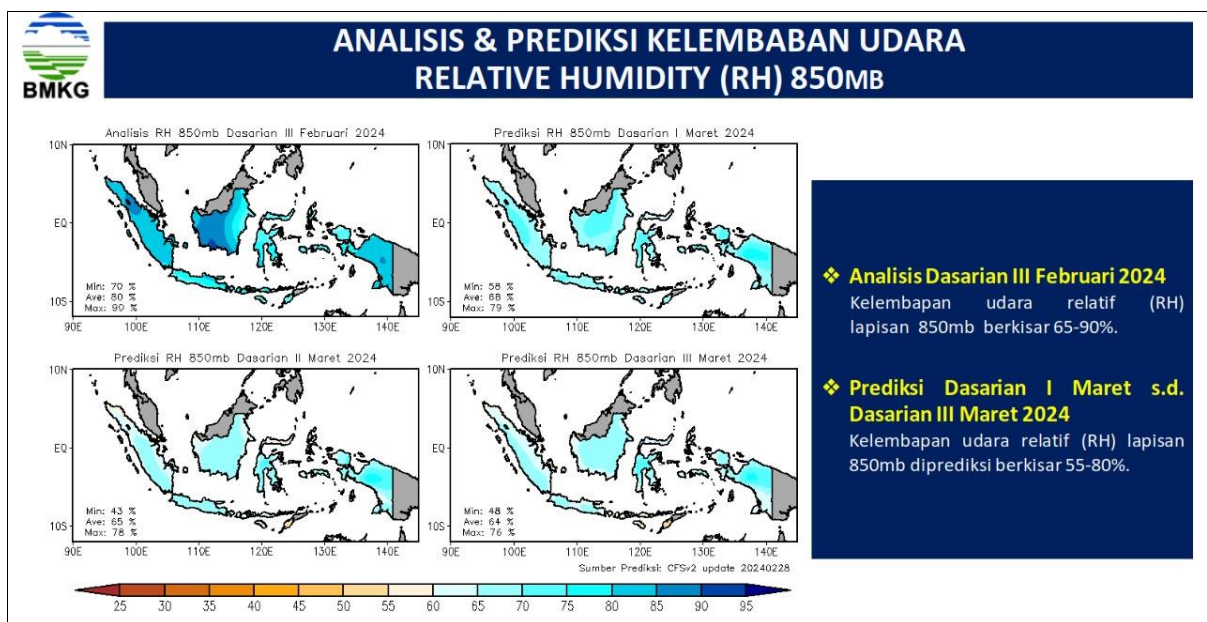 BMKG
ANALISIS & PREDIKSI KELEMBABAN UDARA
RELATIVE HUMIDITY (RH) 850MB
Analisis RH 850mb Dasarian III Februari 2024
10N
EQ
10S
90E 100E 110E 120E 130E 140E
Min: 70 %
Ave: 80 %
Max: 90 %
Prediksi RH 850mb Dasarian I Maret 2024
10N
EQ
10S
90E 100E 110E 120E 130E 140E
Min: 58 %
Ave: 68 %
Max: 79 %
Prediksi RH 850mb Dasarian II Maret 2024
10N
EQ
10S
90E 100E 110E 120E 130E 140E
Min: 43 %
Ave: 65 %
Max: 78 %
Prediksi RH 850mb Dasarian III Maret 2024
10N
EQ
10S
90E 100E 110E 120E 130E 140E
Min: 48 %
Ave: 64 %
Max: 76 %
Sumber Prediksi: CFSv2 update 20240228
25 30 35 40 45 50 55 60 65 70 75 80 85 90 95
❖ Analisis Dasarian III Februari 2024
Kelembapan udara relatif (RH)
lapisan 850mb berkisar 65-90%.
❖ Prediksi Dasarian I Maret s.d.
Dasarian III Maret 2024
Kelembapan udara relatif (RH) lapisan
850mb diprediksi berkisar 55-80%.